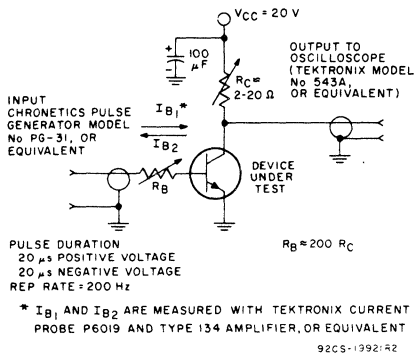 VCC = 20 V
+
100
µF
–
RC ≈
2-20 Ω
OUTPUT TO
OSCILLOSCOPE
(TEKTRONIX MODEL
No 543A,
OR EQUIVALENT)
INPUT
CHRONETICS PULSE
GENERATOR MODEL
No PG-31, OR
EQUIVALENT
IB1*
IB2
RB
DEVICE
UNDER
TEST
PULSE DURATION
20 µs POSITIVE VOLTAGE
20 µs NEGATIVE VOLTAGE
REP RATE = 200 Hz
RB ≈ 200 RC
* IB1 AND IB2 ARE MEASURED WITH TEKTRONIX CURRENT
PROBE P6019 AND TYPE 134 AMPLIFIER, OR EQUIVALENT
92CS-19921R2